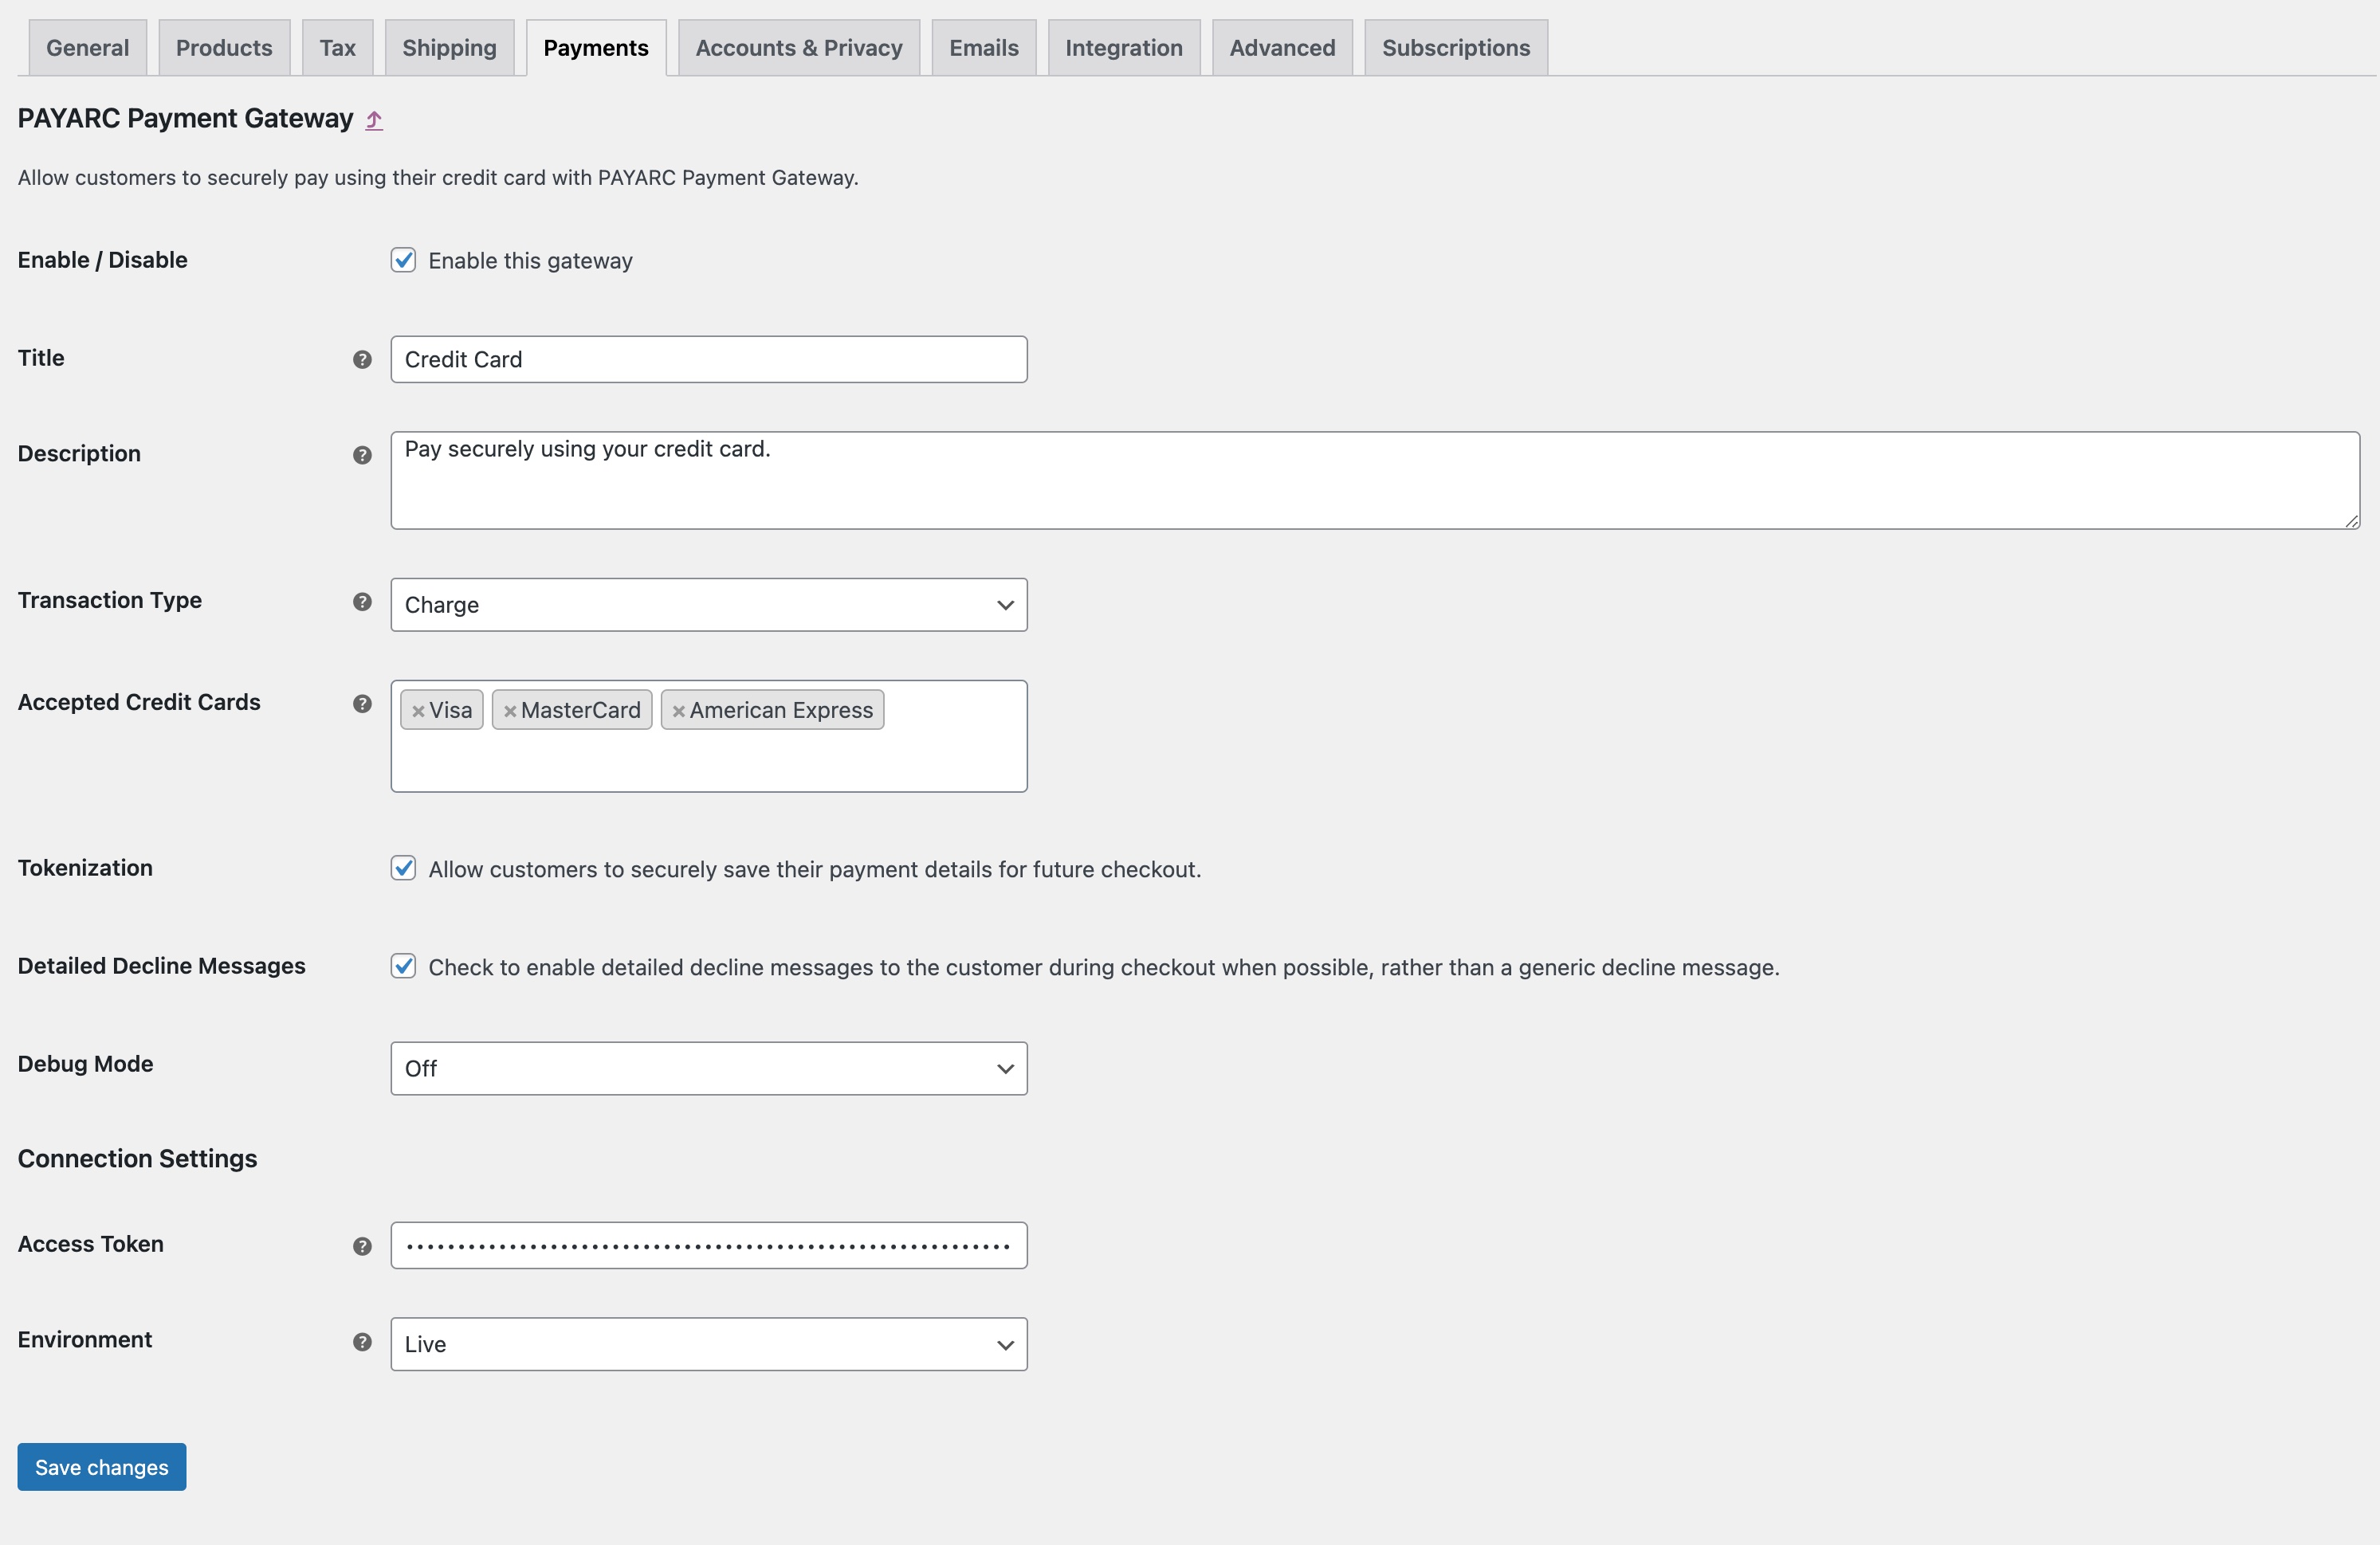 General Products Tax Shipping Payments Accounts & Privacy Emails Integration Advanced Subscriptions
PAYARC Payment Gateway ⤴
Allow customers to securely pay using their credit card with PAYARC Payment Gateway.
Enable / Disable Enable this gateway
Title ? Credit Card
Description ? Pay securely using your credit card.
Transaction Type ? Charge
Accepted Credit Cards ? ×Visa ×MasterCard ×American Express
Tokenization Allow customers to securely save their payment details for future checkout.
Detailed Decline Messages Check to enable detailed decline messages to the customer during checkout when possible, rather than a generic decline message.
Debug Mode Off
Connection Settings
Access Token ?
Environment ? Live
Save changes